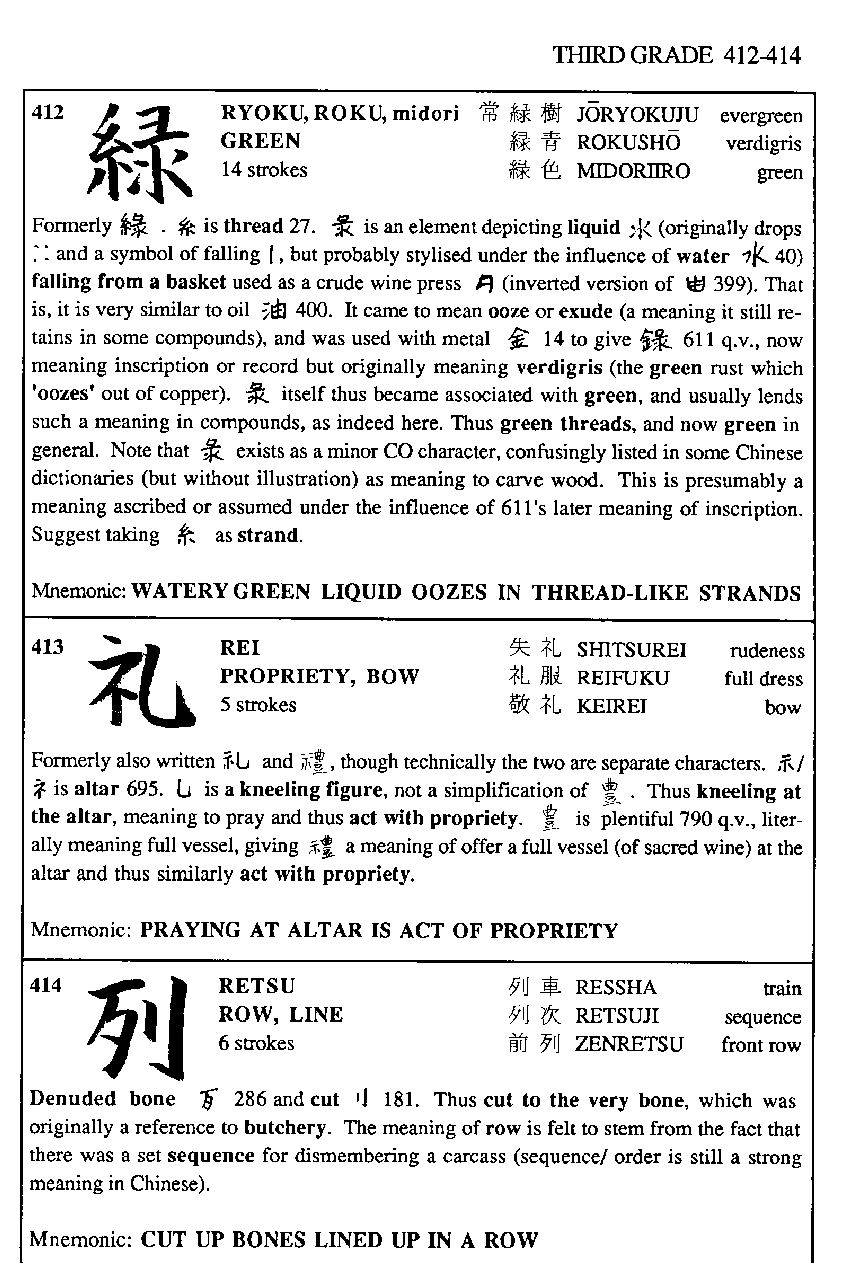 THIRD GRADE 412-414
412 緑 RYOKU, ROKU, midori 常緑樹 JŌRYOKUJU evergreen
GREEN 緑青 ROKUSHŌ verdigris
14 strokes 緑色 MIDORIIRO green
Formerly 綠. 糸 is thread 27. 彔 is an element depicting liquid 氺 (originally drops
and a symbol of falling 丨, but probably stylised under the influence of water 水 40)
falling from a basket used as a crude wine press (inverted version of 由 399). That
is, it is very similar to oil 油 400. It came to mean ooze or exude (a meaning it still re-
tains in some compounds), and was used with metal 金 14 to give 録 611 q.v., now
meaning inscription or record but originally meaning verdigris (the green rust which
'oozes' out of copper). 彔 itself thus became associated with green, and usually lends
such a meaning in compounds, as indeed here. Thus green threads, and now green in
general. Note that 彔 exists as a minor CO character, confusingly listed in some Chinese
dictionaries (but without illustration) as meaning to carve wood. This is presumably a
meaning ascribed or assumed under the influence of 611's later meaning of inscription.
Suggest taking 糸 as strand.
Mnemonic: WATERY GREEN LIQUID OOZES IN THREAD-LIKE STRANDS
413 礼 REI 失礼 SHITSUREI rudeness
PROPRIETY, BOW 礼服 REIFUKU full dress
5 strokes 敬礼 KEIREI bow
Formerly also written 礼 and 禮, though technically the two are separate characters. 示/
ネ is altar 695. 乚 is a kneeling figure, not a simplification of 豊. Thus kneeling at
the altar, meaning to pray and thus act with propriety. 豊 is plentiful 790 q.v., liter-
ally meaning full vessel, giving 禮 a meaning of offer a full vessel (of sacred wine) at the
altar and thus similarly act with propriety.
Mnemonic: PRAYING AT ALTAR IS ACT OF PROPRIETY
414 列 RETSU 列車 RESSHA train
ROW, LINE 列次 RETSUJI sequence
6 strokes 前列 ZENRETSU front row
Denuded bone 歹 286 and cut 刂 181. Thus cut to the very bone, which was
originally a reference to butchery. The meaning of row is felt to stem from the fact that
there was a set sequence for dismembering a carcass (sequence/ order is still a strong
meaning in Chinese).
Mnemonic: CUT UP BONES LINED UP IN A ROW